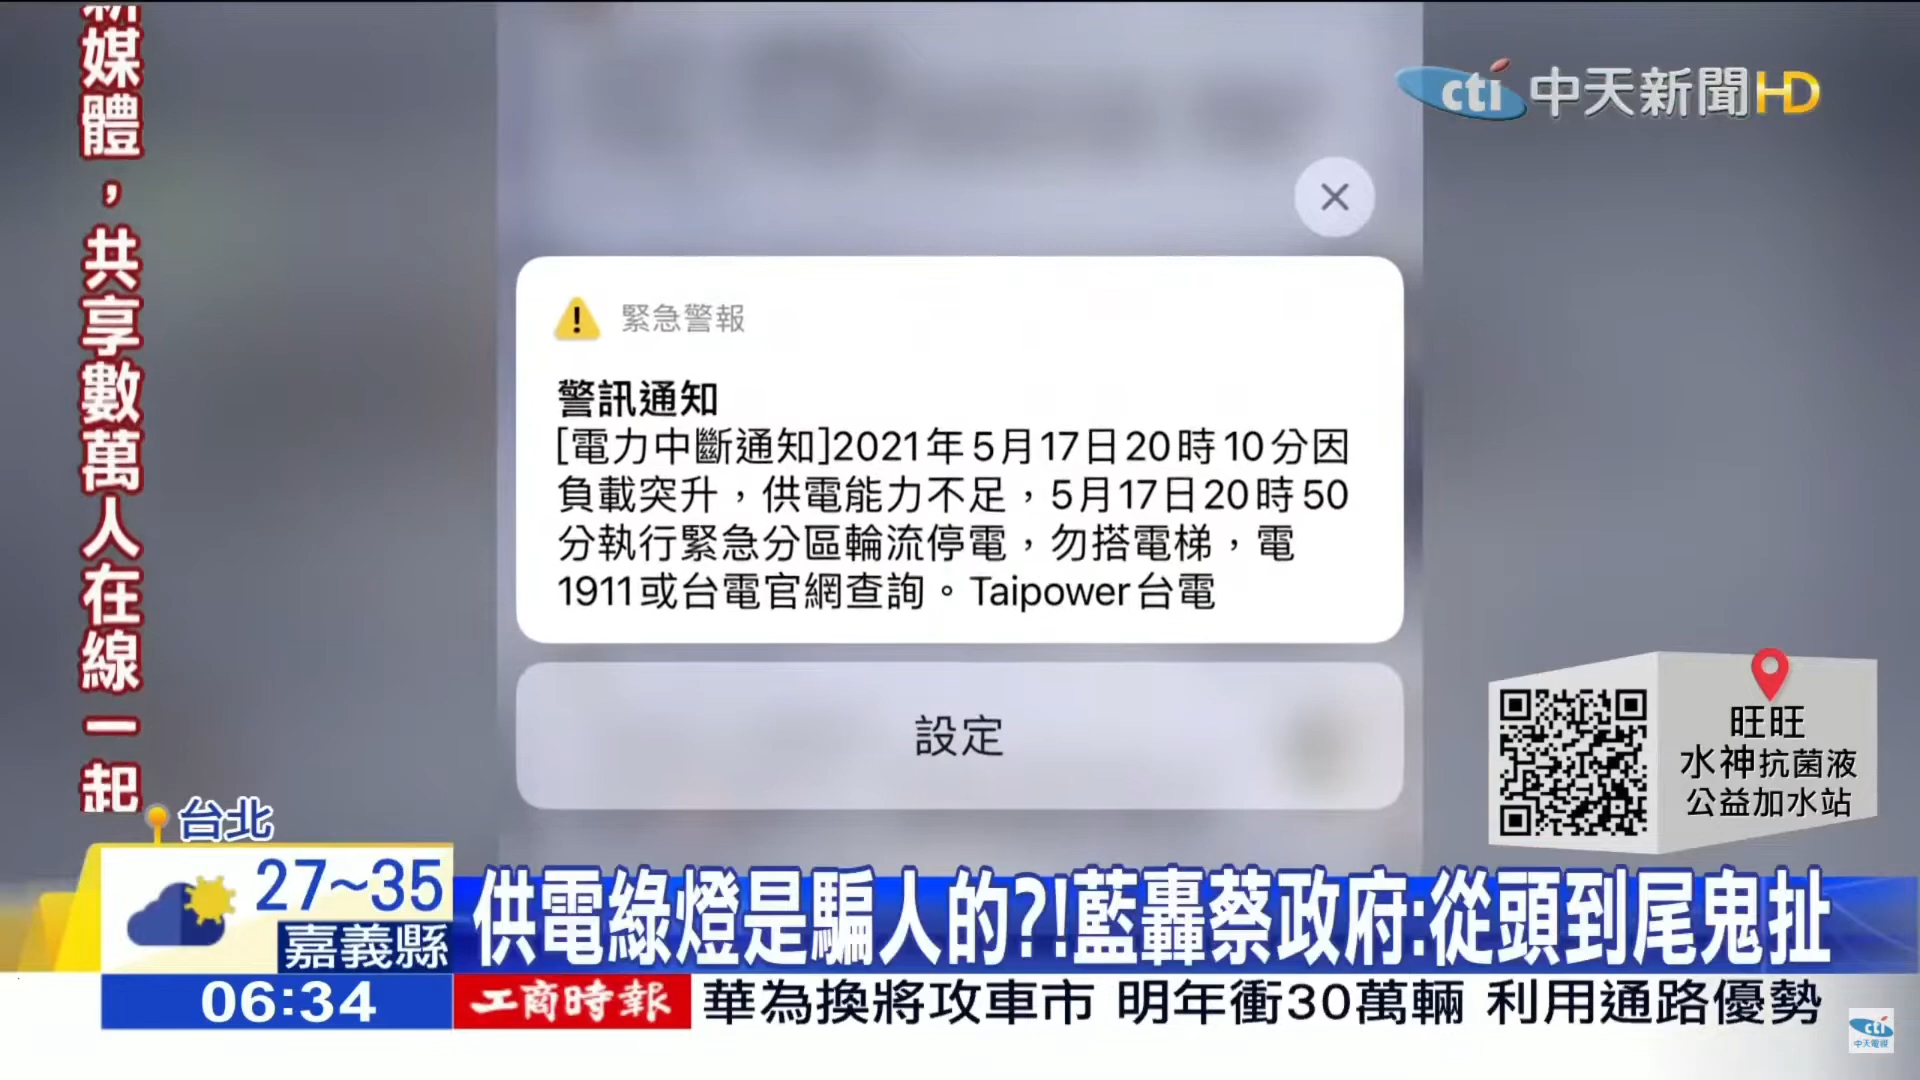 新媒體，共享數萬人在線一起
cti 中天新聞HD
緊急警報
警訊通知
[電力中斷通知]2021年5月17日20時10分因
負載突升，供電能力不足，5月17日20時50
分執行緊急分區輪流停電，勿搭電梯，電
1911或台電官網查詢。Taipower台電
設定
旺旺
水神抗菌液
公益加水站
台北
27~35
嘉義縣
供電綠燈是騙人的?!藍轟蔡政府:從頭到尾鬼扯
06:34
工商時報
華為換將攻車市 明年衝30萬輛 利用通路優勢
cti
中天電視